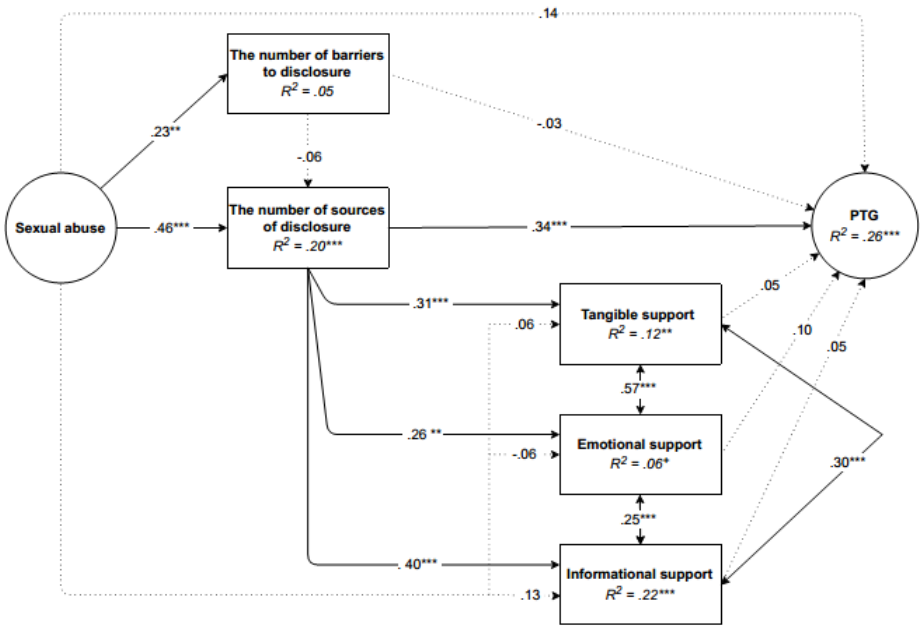 .14
The number of barriers
to disclosure
R² = .05
.23**
-.03
-.06
Sexual abuse
.46***
The number of sources
of disclosure
R² = .20***
.34***
PTG
R² = .26***
.31***
.06
Tangible support
R² = .12**
.05
.10
.05
.57***
.26 **
-.06
Emotional support
R² = .06*
.30***
.25***
. 40***
.13
Informational support
R² = .22***